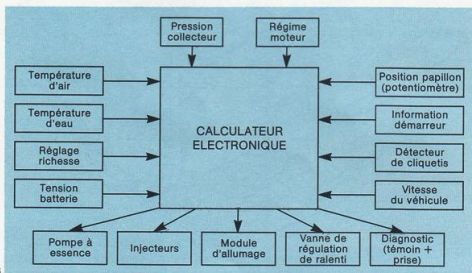 Pression
collecteur
Régime
moteur
Température
d'air
Température
d'eau
Réglage
richesse
Tension
batterie
CALCULATEUR
ELECTRONIQUE
Position papillon
(potentiomètre)
Information
démarreur
Détecteur
de cliquetis
Vitesse
du véhicule
Pompe à
essence
Injecteurs
Module
d'allumage
Vanne de
régulation
de ralenti
Diagnostic
(témoin +
prise)